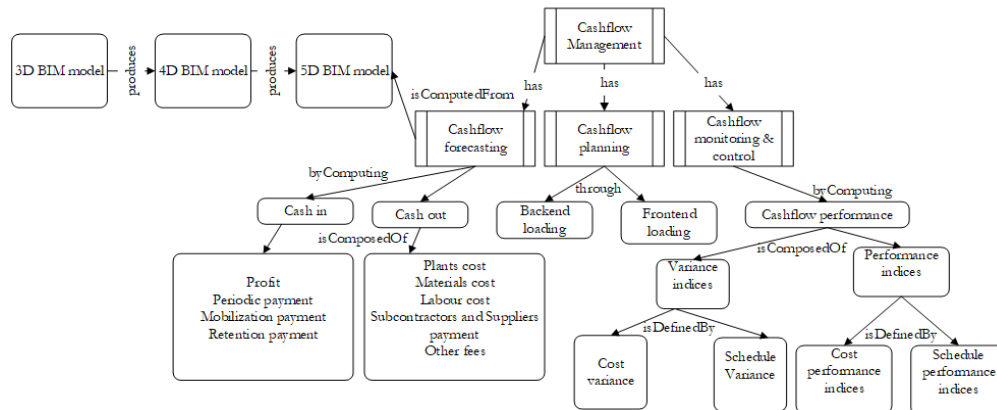 Cashflow
Management
3D BIM model
produces
4D BIM model
produces
5D BIM model
isComputedFrom
has
has
has
Cashflow
forecasting
Cashflow
planning
Cashflow
monitoring &
control
byComputing
through
byComputing
Cash in
Cash out
Backend
loading
Frontend
loading
Cashflow performance
isComposedOf
isComposedOf
Profit
Periodic payment
Mobilization payment
Retention payment
Plants cost
Materials cost
Labour cost
Subcontractors and Suppliers
payment
Other fees
Variance
indices
Performance
indices
isDefinedBy
isDefinedBy
Cost
variance
Schedule
Variance
Cost
performance
indices
Schedule
performance
indices